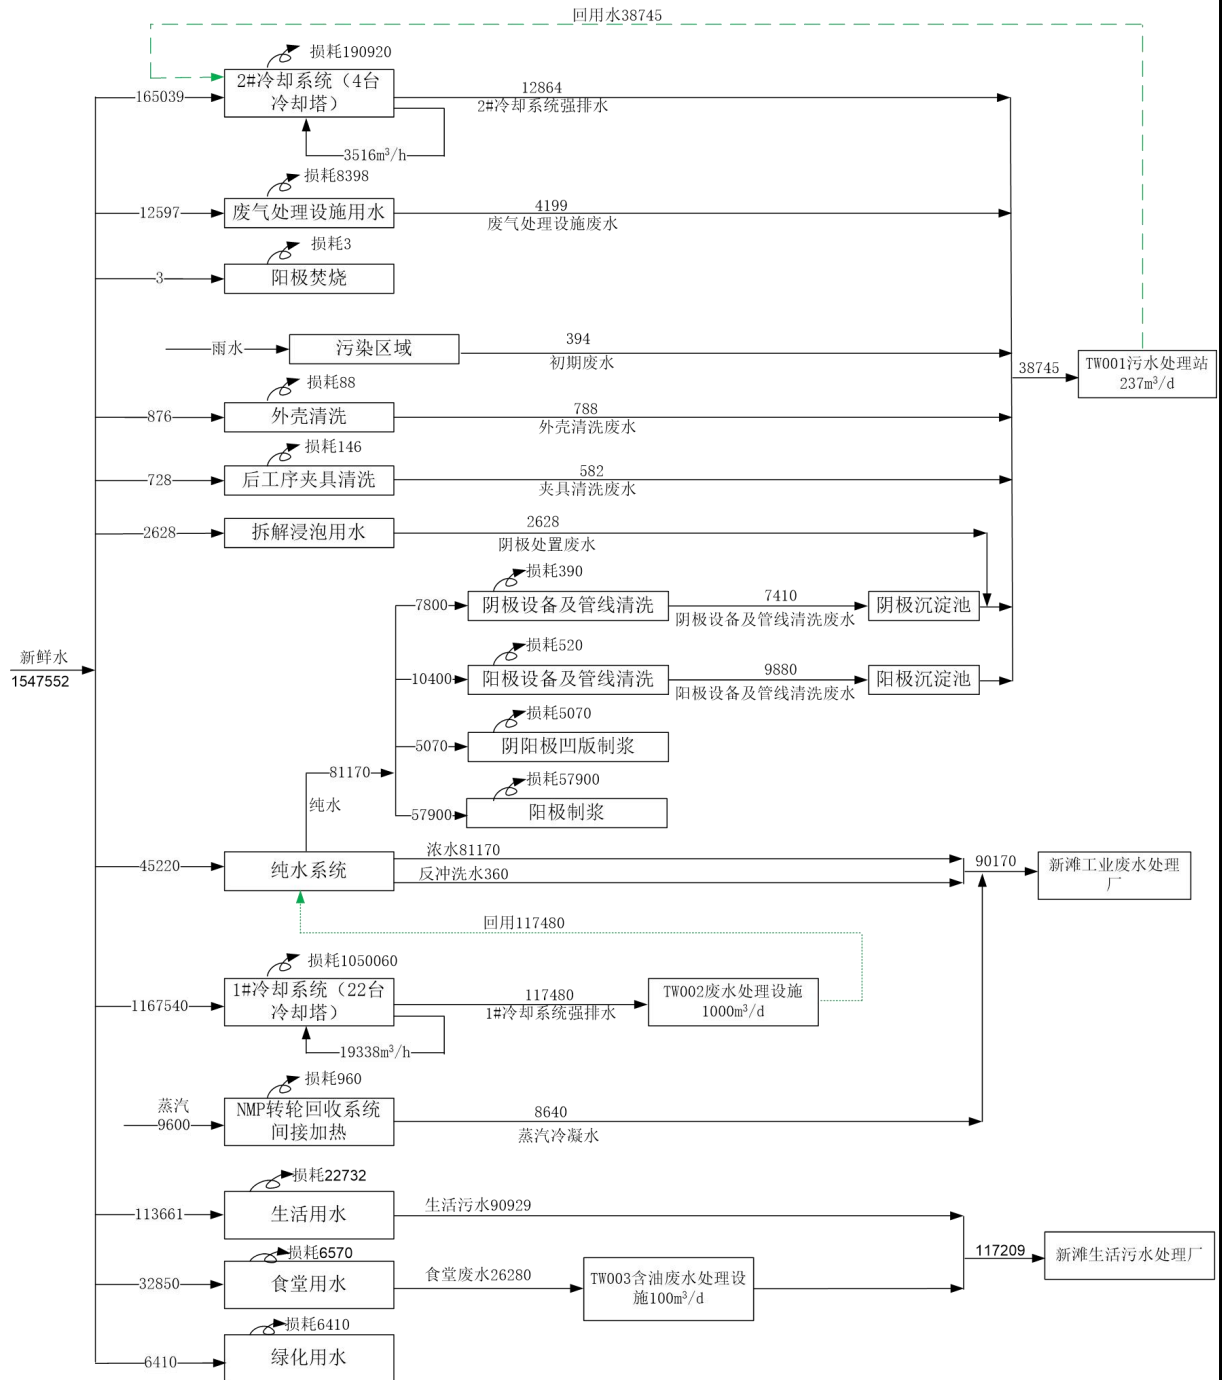 回用水38745
损耗190920
2#冷却系统（4台
冷却塔）
165039
12864
2#冷却系统强排水
3516m³/h
损耗8398
12597
废气处理设施用水
4199
废气处理设施废水
损耗3
3
阳极焚烧
雨水
污染区域
394
初期废水
38745
TW001污水处理站
237m³/d
损耗88
876
外壳清洗
788
外壳清洗废水
损耗146
728
后工序夹具清洗
582
夹具清洗废水
2628
拆解浸泡用水
2628
阴极处置废水
损耗390
7800
阴极设备及管线清洗
7410
阴极设备及管线清洗废水
阴极沉淀池
新鲜水
1547552
损耗520
10400
阳极设备及管线清洗
9880
阳极设备及管线清洗废水
阳极沉淀池
损耗5070
5070
阴阳极凹版制浆
81170
纯水
损耗57900
57900
阳极制浆
45220
纯水系统
浓水81170
反冲洗水360
90170
新滩工业废水处理
厂
回用117480
损耗1050060
1167540
1#冷却系统（22台
冷却塔）
117480
1#冷却系统强排水
TW002废水处理设施
1000m³/d
19338m³/h
损耗960
蒸汽
9600
NMP转轮回收系统
间接加热
8640
蒸汽冷凝水
损耗22732
113661
生活用水
生活污水90929
117209
新滩生活污水处理厂
损耗6570
32850
食堂用水
食堂废水26280
TW003含油废水处理设
施100m³/d
损耗6410
6410
绿化用水